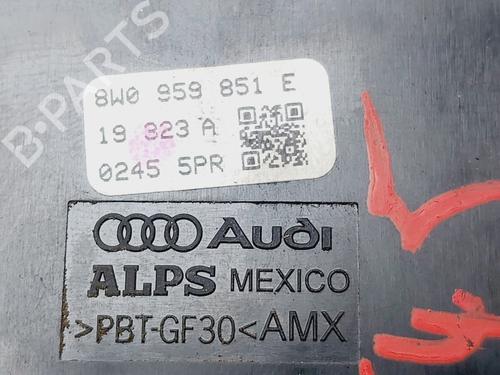 8W0 959 851 E
19 323 A
0245 5PR
Audi
ALPS MEXICO
>PBT-GF30<AMX
B-PARTS